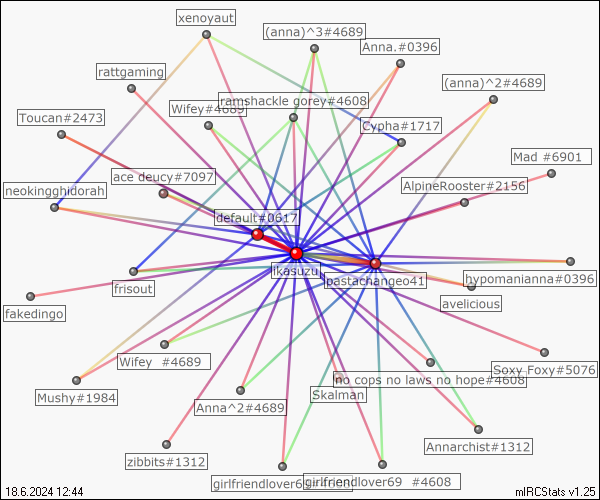 xenoyaut
(anna)^3#4689
Anna.#0396
rattgaming
(anna)^2#4689
Wifey#4689
ramshackle gorey#4608
Toucan#2473
Cypha#1717
Mad #6901
ace deucy#7097
AlpineRooster#2156
neokingghidorah
default#0617
ikasuzu
lpastachangeo41
hypomanianna#0396
frisout
avelicious
fakedingo
Wifey #4689
Soxy Foxy#5076
no cops no laws no hope#4608
Mushy#1984
Skalman
Anna^2#4689
Annarchist#1312
zibbits#1312
girlfriendlover69
girlfriendlover69 #4608
18.6.2024 12:44
mIRCStats v1.25